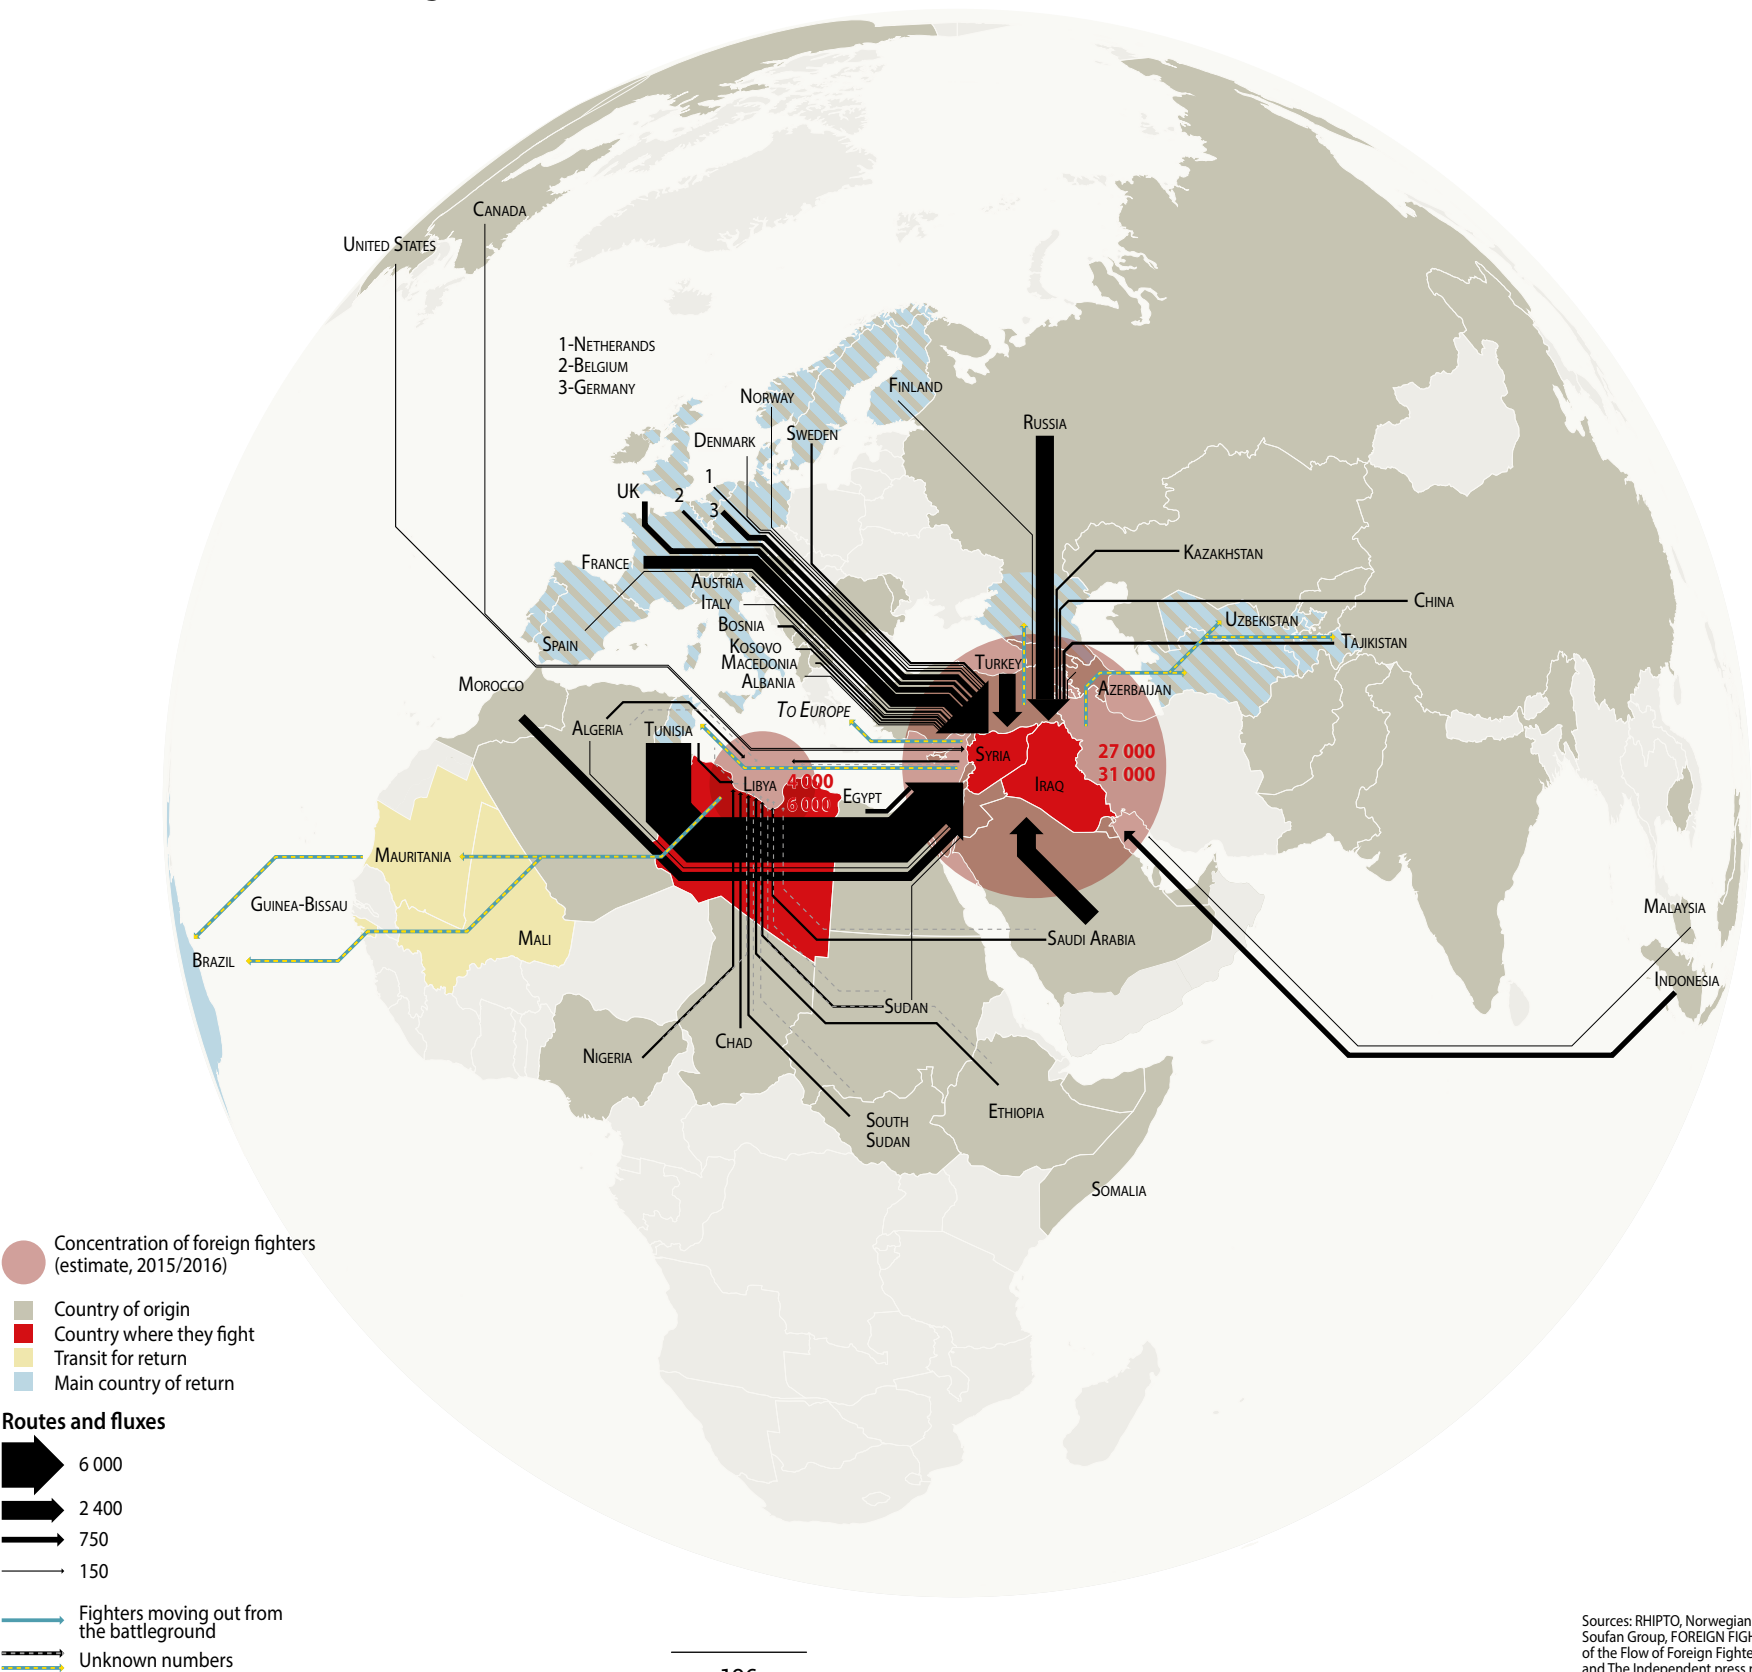 CANADA
UNITED STATES
1-NETHERANDS
2-BELGIUM
3-GERMANY
NORWAY
FINLAND
DENMARK
SWEDEN
RUSSIA
1
UK
2
3
FRANCE
AUSTRIA
ITALY
BOSNIA
KOSOVO
MACEDONIA
ALBANIA
SPAIN
KAZAKHSTAN
CHINA
UZBEKISTAN
TAJIKISTAN
TURKEY
AZERBAIJAN
MOROCCO
TO EUROPE
ALGERIA
TUNISIA
SYRIA
27 000
31 000
IRAQ
LIBYA
4 000
6 000
EGYPT
MAURITANIA
GUINEA-BISSAU
MALI
BRAZIL
SAUDI ARABIA
MALAYSIA
INDONESIA
SUDAN
CHAD
NIGERIA
ETHIOPIA
SOUTH
SUDAN
SOMALIA
Concentration of foreign fighters
(estimate, 2015/2016)
Country of origin
Country where they fight
Transit for return
Main country of return
Routes and fluxes
6 000
2 400
750
150
Fighters moving out from
the battleground
Unknown numbers
Sources: RHIPTO, Norwegian
Soufan Group, FOREIGN FIGH
of the Flow of Foreign Fighte
and The Independent press